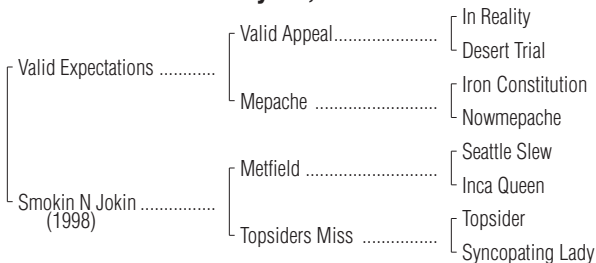 In Reality
Valid Appeal.......................
Desert Trial
Valid Expectations ............
Iron Constitution
Mepache ...........................
Nowmepache
Seattle Slew
Metfield .............................
Inca Queen
Smokin N Jokin ................
(1998)
Topsider
Topsiders Miss .................
Syncopating Lady